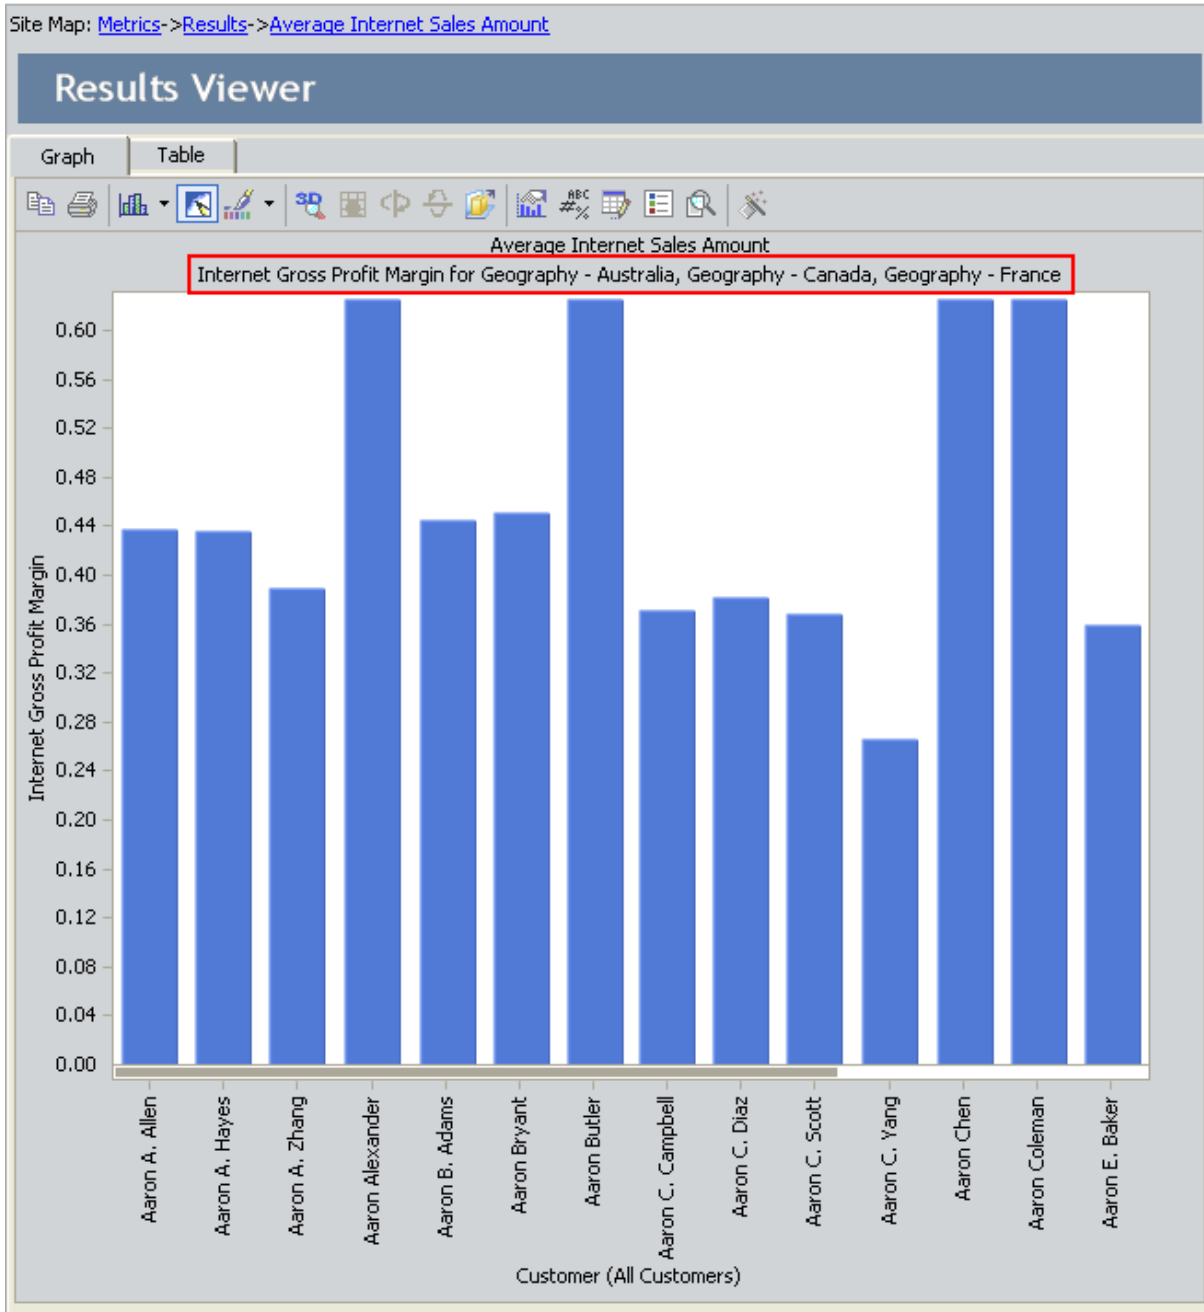 Site Map: Metrics->Results->Average Internet Sales Amount
Results Viewer
Graph
Table
3D
ABC
#%
Average Internet Sales Amount
Internet Gross Profit Margin for Geography - Australia, Geography - Canada, Geography - France
0.60
0.56
0.52
0.48
0.44
0.40
0.36
0.32
0.28
0.24
0.20
0.16
0.12
0.08
0.04
0.00
Internet Gross Profit Margin
Aaron A. Allen
Aaron A. Hayes
Aaron A. Zhang
Aaron Alexander
Aaron B. Adams
Aaron Bryant
Aaron Butler
Aaron C. Campbell
Aaron C. Diaz
Aaron C. Scott
Aaron C. Yang
Aaron Chen
Aaron Coleman
Aaron E. Baker
Customer (All Customers)